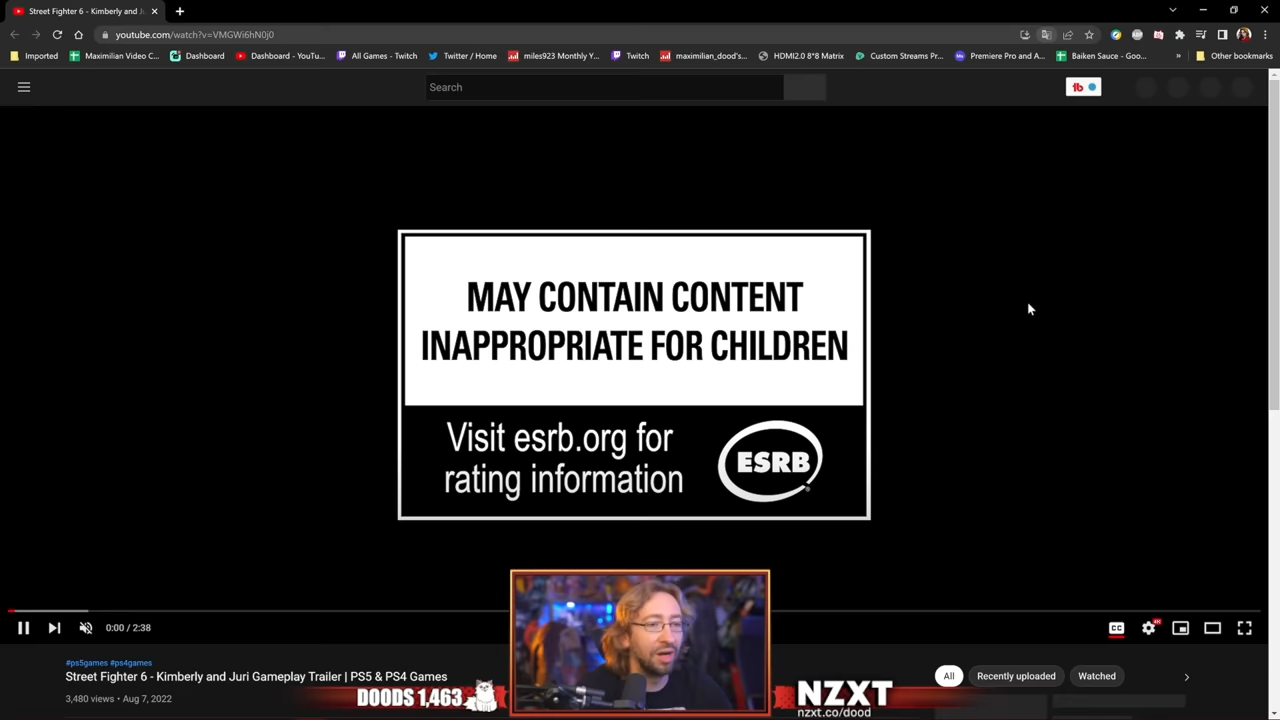 Street Fighter 6 - Kimberly and J
youtube.com/watch?v=VMGWi6hN0j0
Imported
Maximilian Video C...
Dashboard
Dashboard - YouTu...
All Games - Twitch
Twitter / Home
miles923 Monthly Y...
Twitch
maximilian_dood's...
HDMI2.0 8*8 Matrix
Custom Streams Pr...
Premiere Pro and A...
Baiken Sauce - Goo...
»
Other bookmarks
Search
MAY CONTAIN CONTENT
INAPPROPRIATE FOR CHILDREN
Visit esrb.org for
rating information
ESRB
0:00 / 2:38
CC
#ps5games #ps4games
Street Fighter 6 - Kimberly and Juri Gameplay Trailer | PS5 & PS4 Games
3,480 views • Aug 7, 2022
All
Recently uploaded
Watched
DOODS 1,463
NZXT
nzxt.co/dood